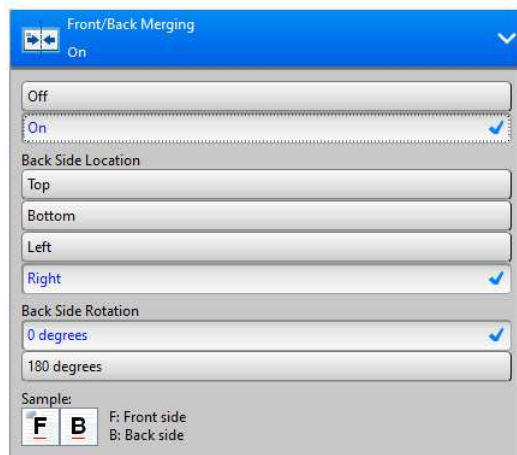 Front/Back Merging
On
Off
On
Back Side Location
Top
Bottom
Left
Right
Back Side Rotation
0 degrees
180 degrees
Sample:
F B
F: Front side
B: Back side